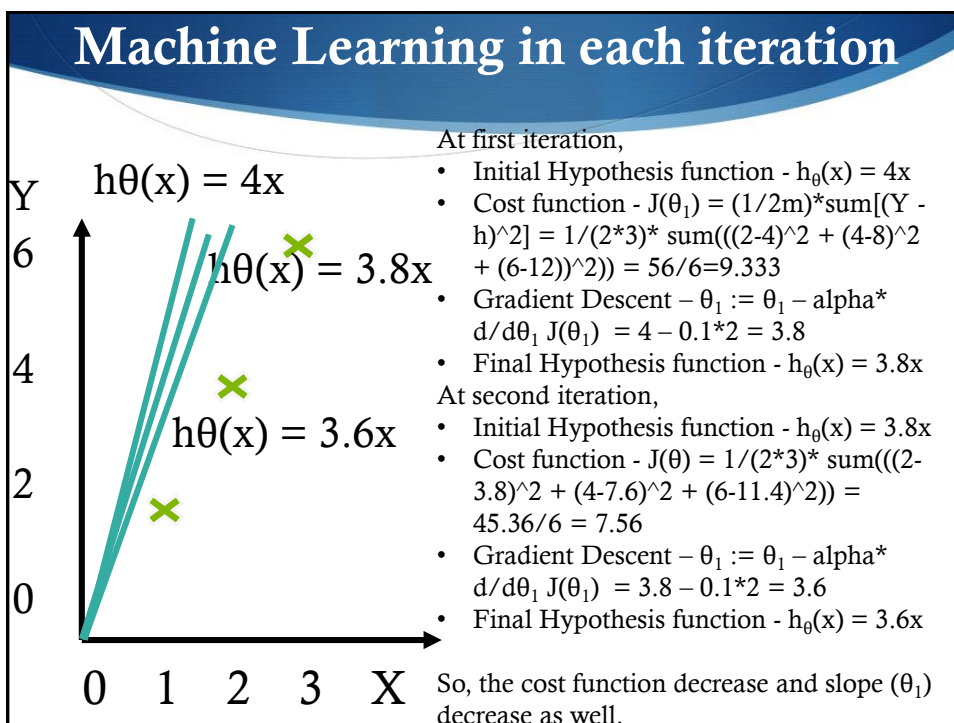 Machine Learning in each iteration
hθ(x) = 4x
Y
6
hθ(x) = 3.8x
4
hθ(x) = 3.6x
2
0
0 1 2 3 X
At first iteration,
• Initial Hypothesis function - hθ(x) = 4x
• Cost function - J(θ₁) = (1/2m)*sum[(Y -
h)^2] = 1/(2*3)* sum(((2-4)^2 + (4-8)^2
+ (6-12))^2)) = 56/6=9.333
• Gradient Descent – θ₁ := θ₁ – alpha*
d/dθ₁ J(θ₁) = 4 – 0.1*2 = 3.8
• Final Hypothesis function - hθ(x) = 3.8x
At second iteration,
• Initial Hypothesis function - hθ(x) = 3.8x
• Cost function - J(θ) = 1/(2*3)* sum(((2-
3.8)^2 + (4-7.6)^2 + (6-11.4)^2)) =
45.36/6 = 7.56
• Gradient Descent – θ₁ := θ₁ – alpha*
d/dθ₁ J(θ₁) = 3.8 – 0.1*2 = 3.6
• Final Hypothesis function - hθ(x) = 3.6x
So, the cost function decrease and slope (θ₁)
decrease as well.